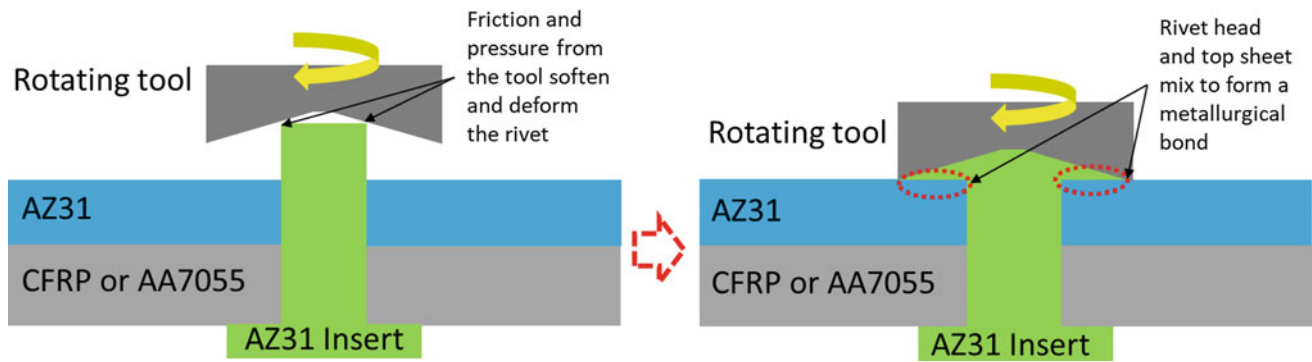 Friction and
pressure from
the tool soften
and deform
the rivet
Rotating tool
AZ31
CFRP or AA7055
AZ31 Insert
Rivet head
and top sheet
mix to form a
metallurgical
bond
Rotating tool
AZ31
CFRP or AA7055
AZ31 Insert